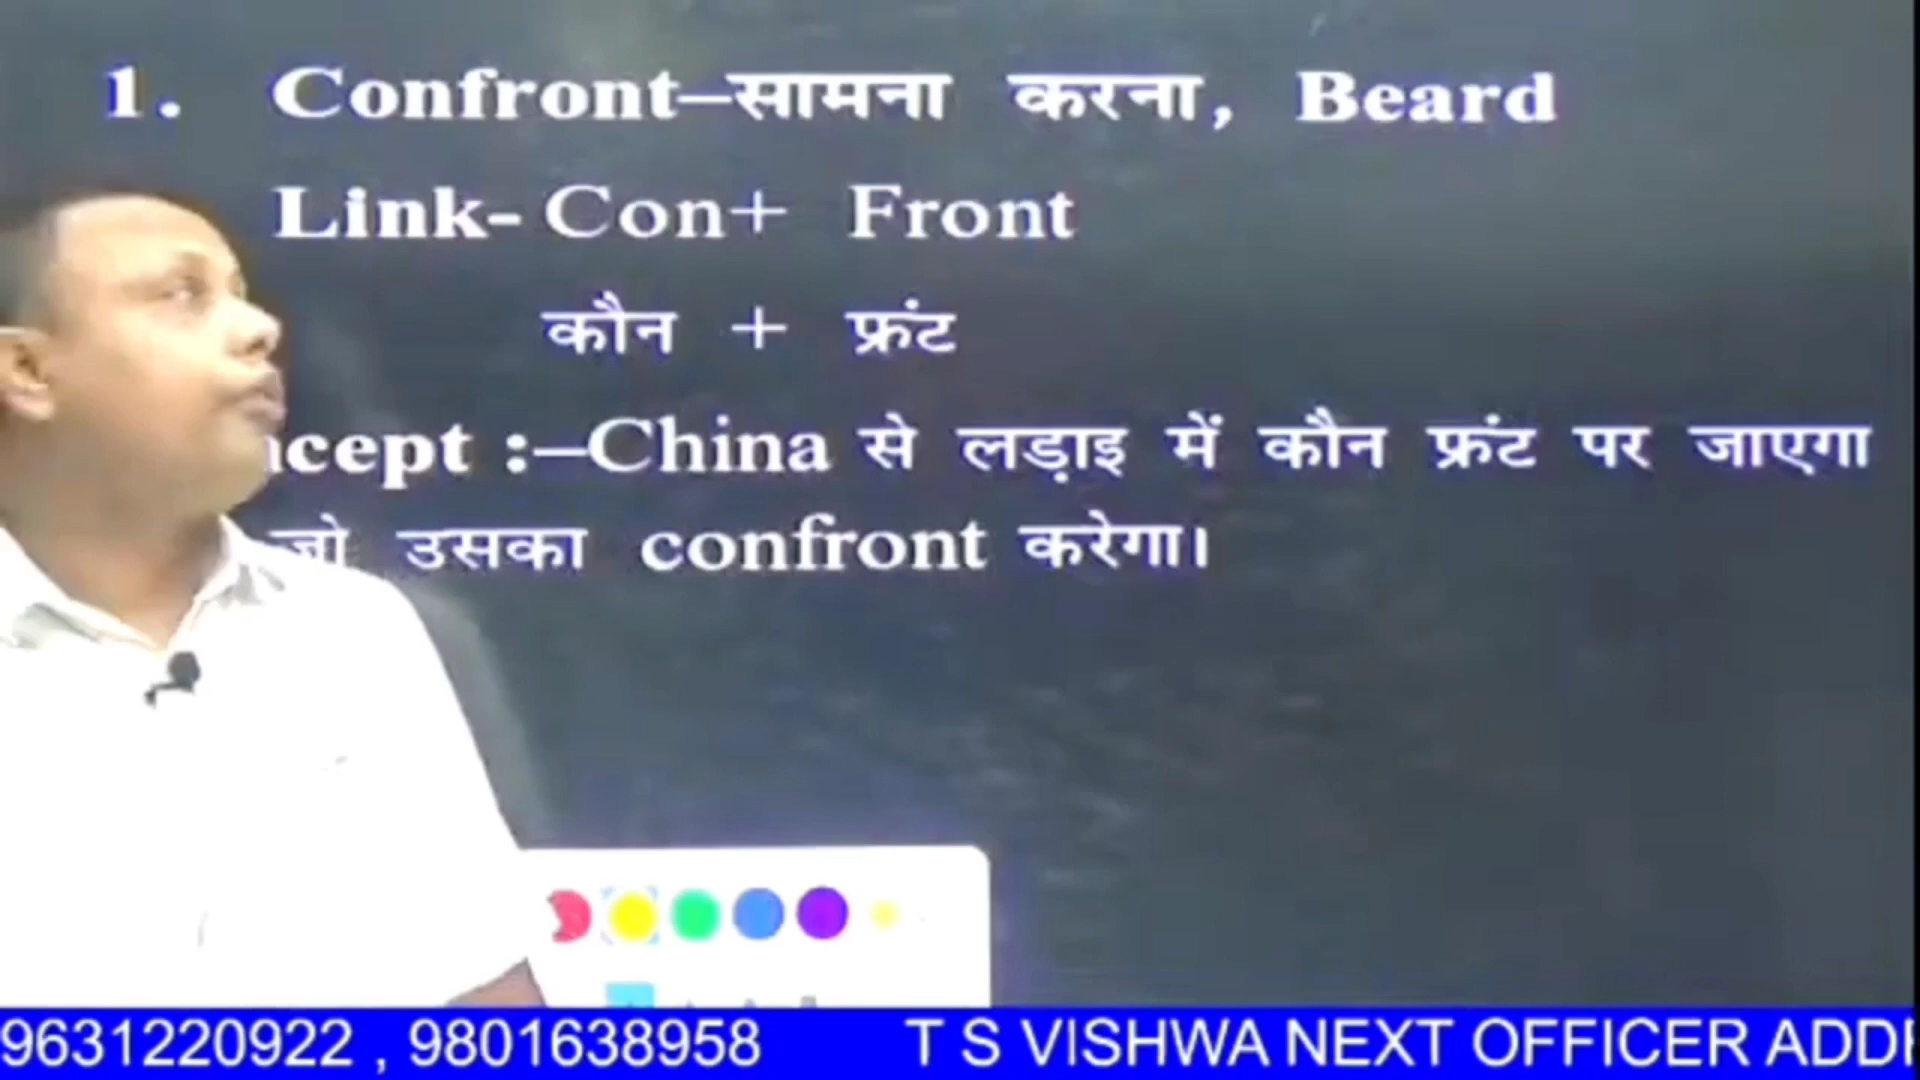 1. Confront–सामना करना, Beard
Link- Con+ Front
कौन + फ्रंट
ncept :–China से लड़ाइ में कौन फ्रंट पर जाएगा
जो उसका confront करेगा।
9631220922 , 9801638958 T S VISHWA NEXT OFFICER ADDR